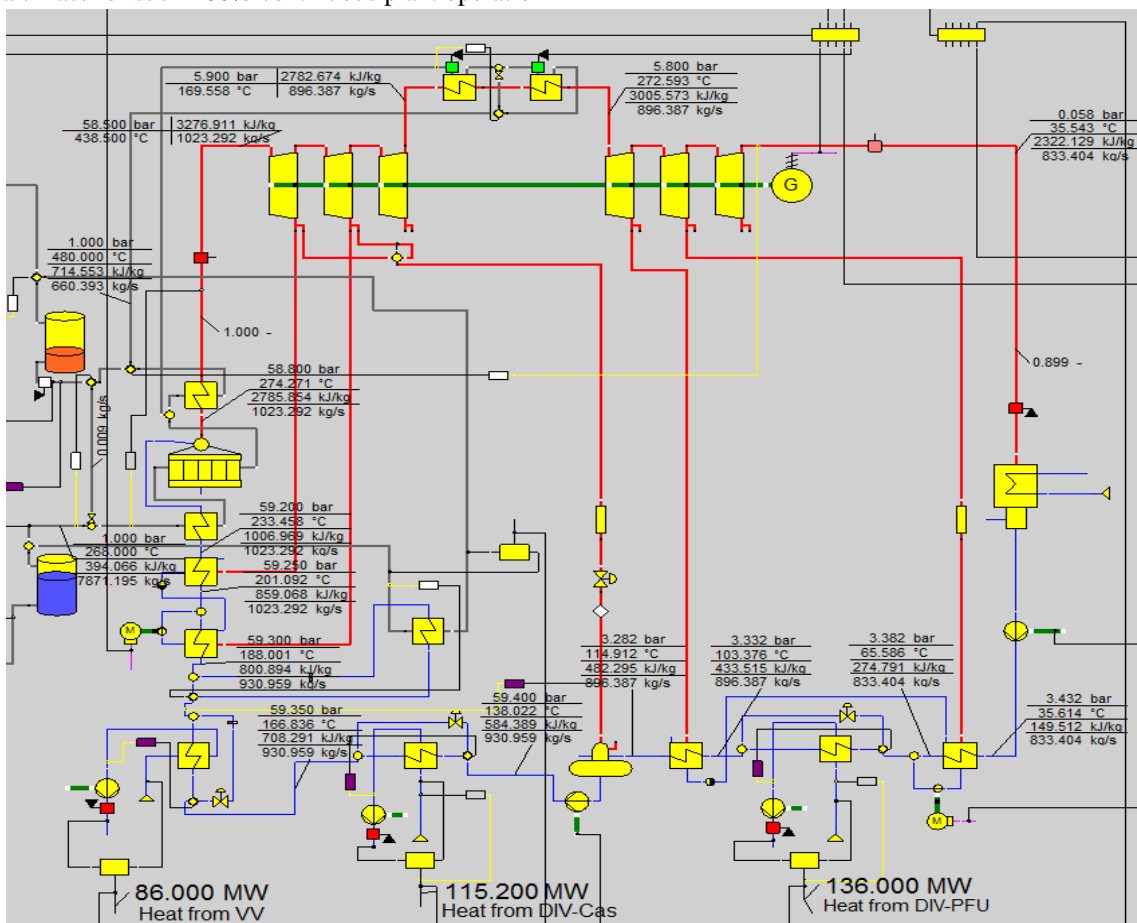 5.900 bar 2782.674 kJ/kg
169.558 °C 896.387 kg/s
5.800 bar
272.593 °C
3005.573 kJ/kg
896.387 kg/s
58.500 bar 3276.911 kJ/kg
438.500 °C 1023.292 kg/s
0.058 bar
35.543 °C
2322.129 kJ/kg
833.404 kg/s
G
1.000 bar
480.000 °C
714.553 kJ/kg
660.393 kg/s
1.000 -
0.899 -
58.800 bar
274.271 °C
2785.854 kJ/kg
1023.292 kg/s
0.009 kg/s
59.200 bar
233.458 °C
1006.969 kJ/kg
1023.292 kg/s
1.000 bar
268.000 °C
394.066 kJ/kg
7871.195 kg/s
59.250 bar
201.092 °C
859.068 kJ/kg
1023.292 kg/s
M
59.300 bar
188.001 °C
800.894 kJ/kg
930.959 kg/s
3.282 bar
114.912 °C
482.295 kJ/kg
896.387 kg/s
3.332 bar
103.376 °C
433.515 kJ/kg
896.387 kg/s
3.382 bar
65.586 °C
274.791 kJ/kg
833.404 kg/s
59.350 bar
166.836 °C
708.291 kJ/kg
930.959 kg/s
59.400 bar
138.022 °C
584.389 kJ/kg
930.959 kg/s
3.432 bar
35.614 °C
149.512 kJ/kg
833.404 kg/s
M
86.000 MW
Heat from VV
115.200 MW
Heat from DIV-Cas
136.000 MW
Heat from DIV-PFU